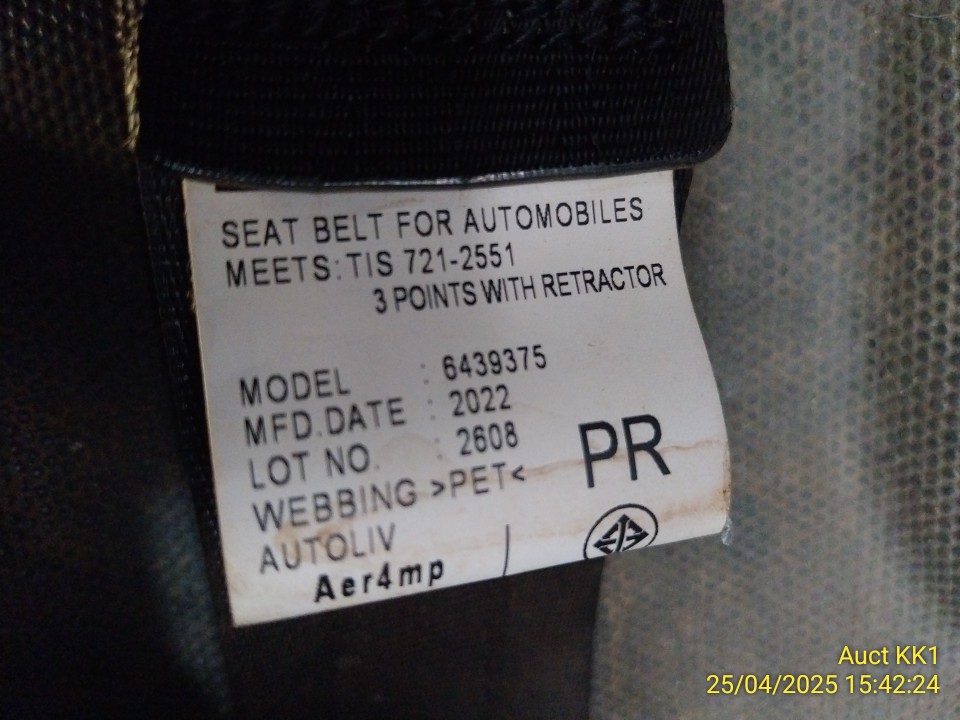 SEAT BELT FOR AUTOMOBILES
MEETS: TIS 721-2551
3 POINTS WITH RETRACTOR
MODEL : 6439375
MFD.DATE : 2022
LOT NO. : 2608
WEBBING >PET<
PR
AUTOLIV
Aer4mp
Auct KK1
25/04/2025 15:42:24